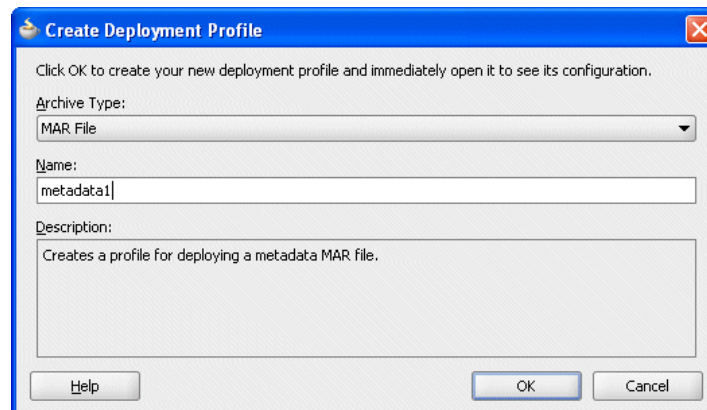 Create Deployment Profile
Click OK to create your new deployment profile and immediately open it to see its configuration.
Archive Type:
MAR File
Name:
metadata1
Description:
Creates a profile for deploying a metadata MAR file.
Help OK Cancel